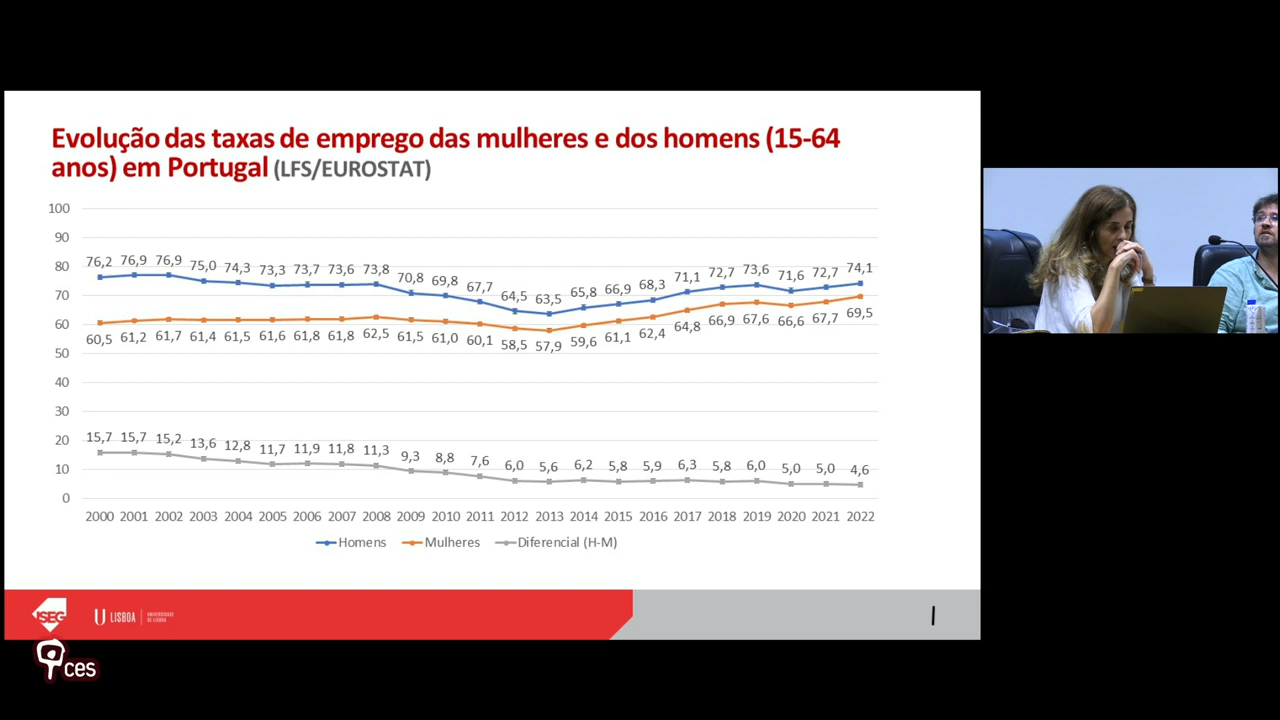 Evolução das taxas de emprego das mulheres e dos homens (15-64
anos) em Portugal (LFS/EUROSTAT)
100
90
80
70
60
50
40
30
20
10
0
76,2 76,9 76,9 75,0 74,3 73,3 73,7 73,6 73,8 70,8 69,8 67,7 64,5 63,5 65,8 66,9 68,3 71,1 72,7 73,6 71,6 72,7 74,1
60,5 61,2 61,7 61,4 61,5 61,6 61,8 61,8 62,5 61,5 61,0 60,1 58,5 57,9 59,6 61,1 62,4 64,8 66,9 67,6 66,6 67,7 69,5
15,7 15,7 15,2 13,6 12,8 11,7 11,9 11,8 11,3 9,3 8,8 7,6 6,0 5,6 6,2 5,8 5,9 6,3 5,8 6,0 5,0 5,0 4,6
2000 2001 2002 2003 2004 2005 2006 2007 2008 2009 2010 2011 2012 2013 2014 2015 2016 2017 2018 2019 2020 2021 2022
Homens Mulheres Diferencial (H-M)
ISEG
U LISBOA
UNIVERSIDADE
DE LISBOA
ces